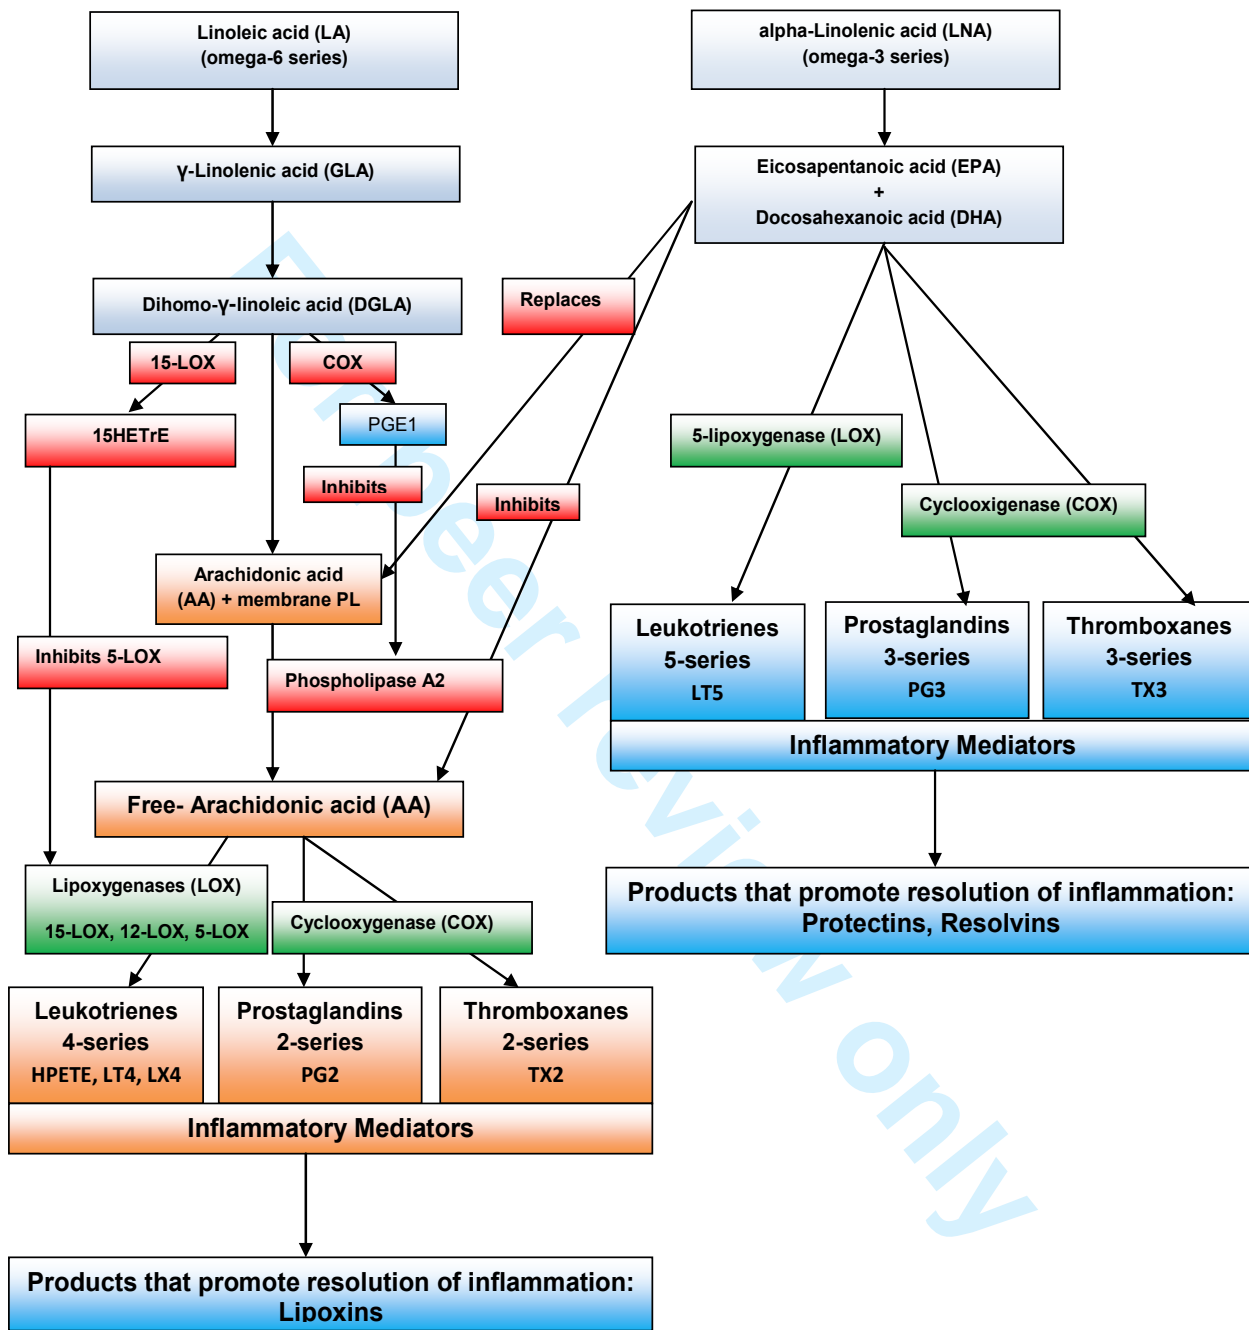 Linoleic acid (LA)
(omega-6 series)
alpha-Linolenic acid (LNA)
(omega-3 series)
γ-Linolenic acid (GLA)
Eicosapentanoic acid (EPA)
+
Docosahexanoic acid (DHA)
Dihomo-γ-linoleic acid (DGLA)
Replaces
15-LOX
COX
15HETrE
PGE1
5-lipoxygenase (LOX)
Inhibits
Inhibits
Cyclooxigenase (COX)
Arachidonic acid
(AA) + membrane PL
Leukotrienes
5-series
LT5
Prostaglandins
3-series
PG3
Thromboxanes
3-series
TX3
Inhibits 5-LOX
Phospholipase A2
Inflammatory Mediators
Free- Arachidonic acid (AA)
Lipoxygenases (LOX)
15-LOX, 12-LOX, 5-LOX
Cyclooxygenase (COX)
Products that promote resolution of inflammation:
Protectins, Resolvins
Leukotrienes
4-series
HPETE, LT4, LX4
Prostaglandins
2-series
PG2
Thromboxanes
2-series
TX2
Inflammatory Mediators
Products that promote resolution of inflammation:
Lipoxins
For peer review only